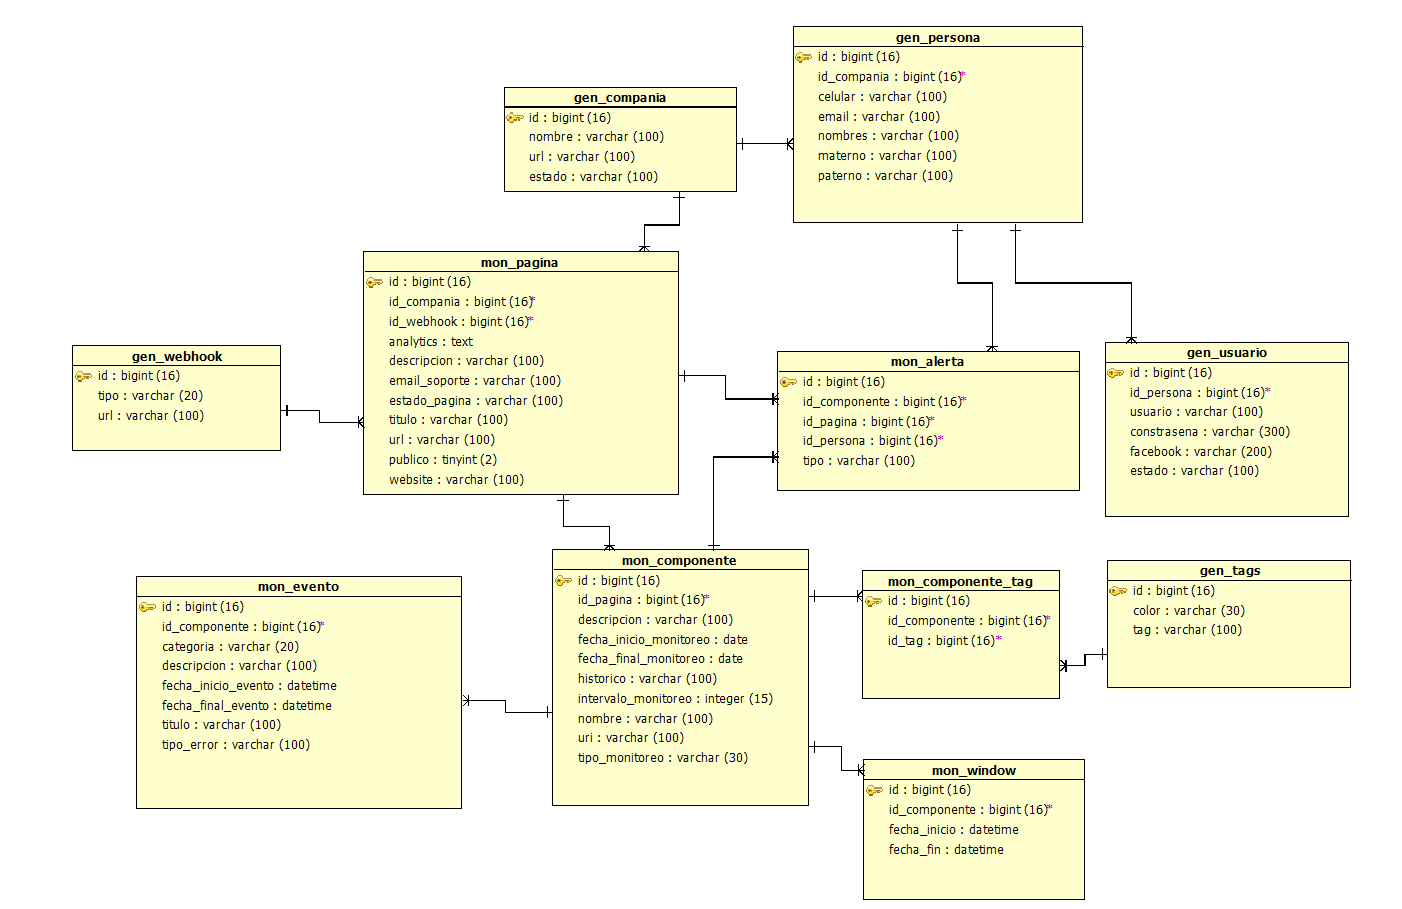 gen_persona
id : bigint (16)
id_compania : bigint (16)*
celular : varchar (100)
email : varchar (100)
nombres : varchar (100)
materno : varchar (100)
paterno : varchar (100)
gen_compania
id : bigint (16)
nombre : varchar (100)
url : varchar (100)
estado : varchar (100)
mon_pagina
id : bigint (16)
id_compania : bigint (16)*
id_webhook : bigint (16)*
analytics : text
descripcion : varchar (100)
email_soporte : varchar (100)
estado_pagina : varchar (100)
titulo : varchar (100)
url : varchar (100)
publico : tinyint (2)
website : varchar (100)
gen_webhook
id : bigint (16)
tipo : varchar (20)
url : varchar (100)
mon_alerta
id : bigint (16)
id_componente : bigint (16)*
id_pagina : bigint (16)*
id_persona : bigint (16)*
tipo : varchar (100)
gen_usuario
id : bigint (16)
id_persona : bigint (16)*
usuario : varchar (100)
constrasena : varchar (300)
facebook : varchar (200)
estado : varchar (100)
mon_evento
id : bigint (16)
id_componente : bigint (16)*
categoria : varchar (20)
descripcion : varchar (100)
fecha_inicio_evento : datetime
fecha_final_evento : datetime
titulo : varchar (100)
tipo_error : varchar (100)
mon_componente
id : bigint (16)
id_pagina : bigint (16)*
descripcion : varchar (100)
fecha_inicio_monitoreo : date
fecha_final_monitoreo : date
historico : varchar (100)
intervalo_monitoreo : integer (15)
nombre : varchar (100)
uri : varchar (100)
tipo_monitoreo : varchar (30)
mon_componente_tag
id : bigint (16)
id_componente : bigint (16)*
id_tag : bigint (16)*
gen_tags
id : bigint (16)
color : varchar (30)
tag : varchar (100)
mon_window
id : bigint (16)
id_componente : bigint (16)*
fecha_inicio : datetime
fecha_fin : datetime